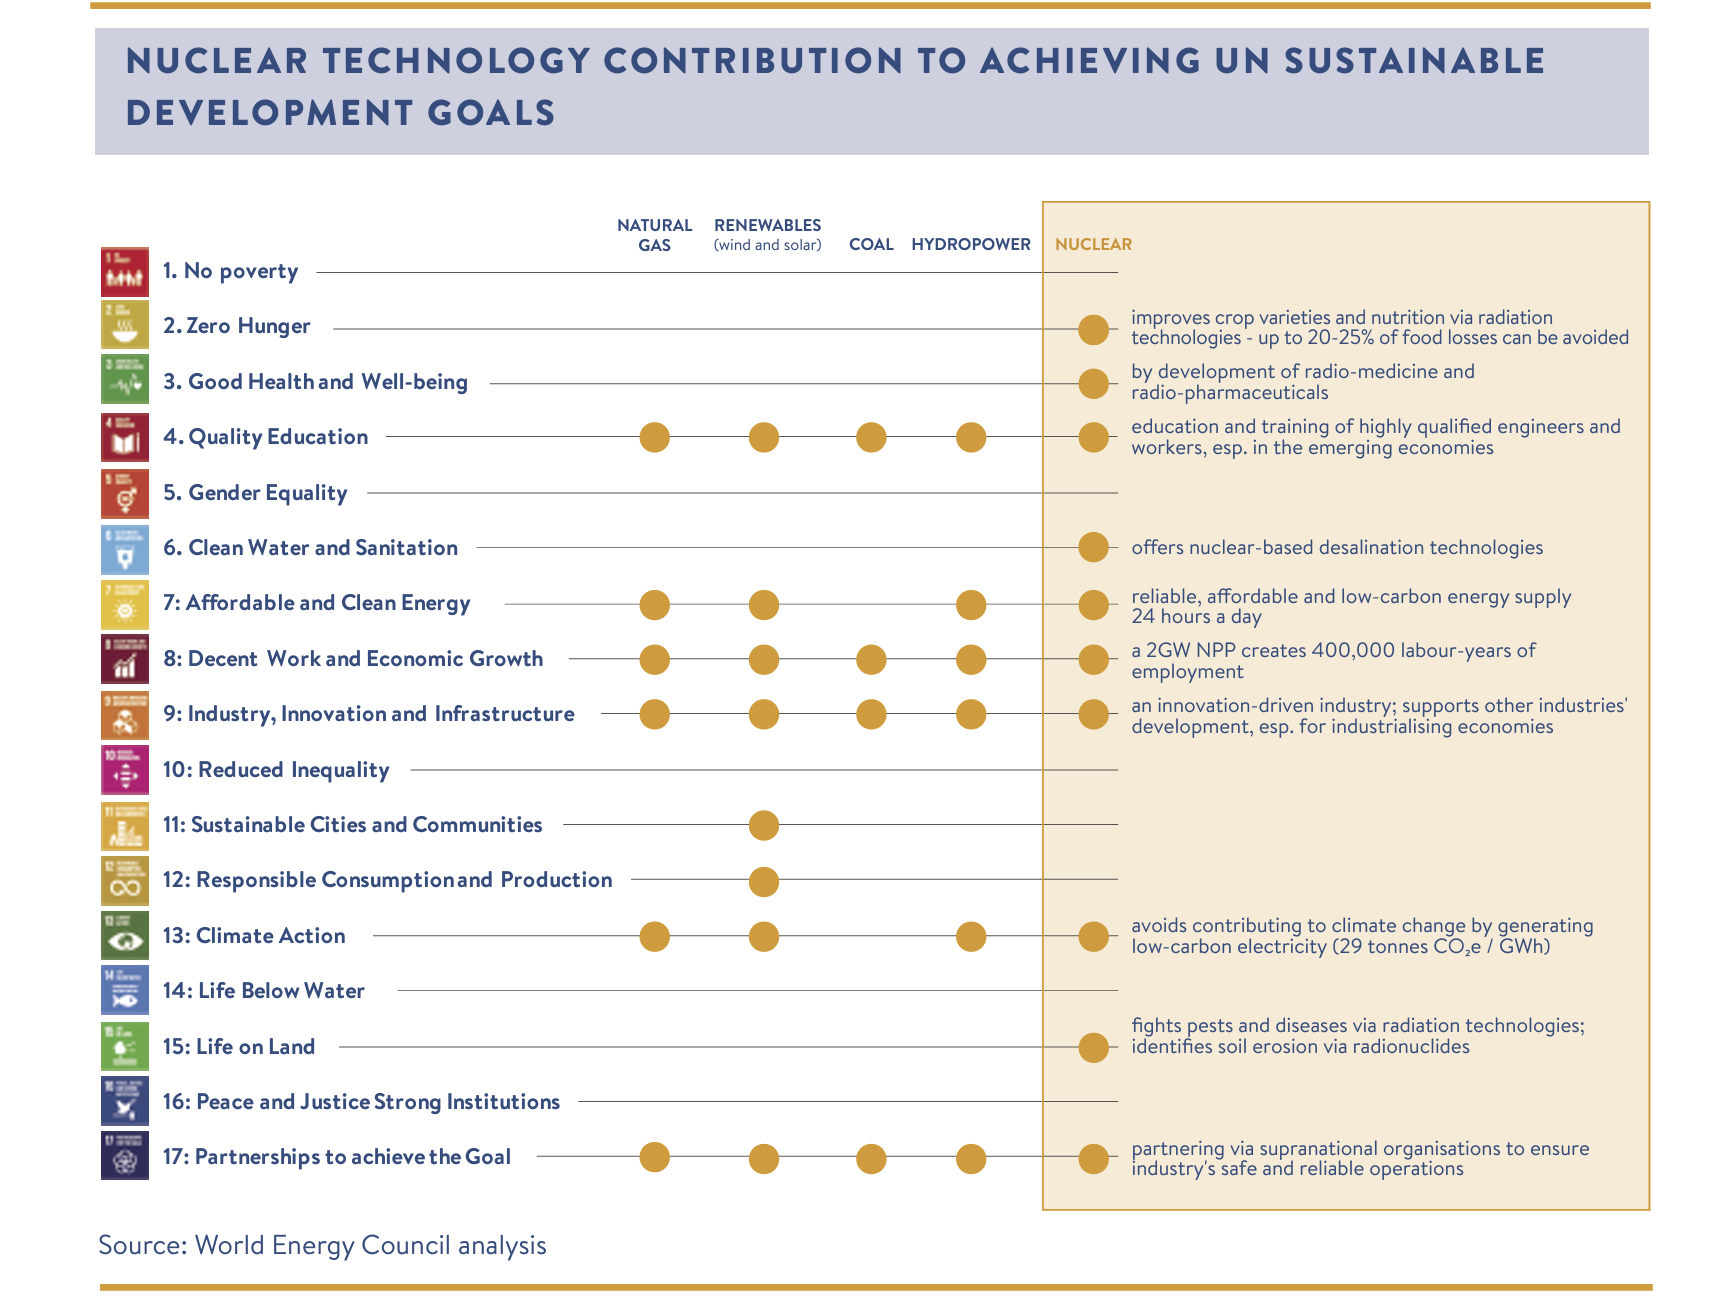 NUCLEAR TECHNOLOGY CONTRIBUTION TO ACHIEVING UN SUSTAINABLE
DEVELOPMENT GOALS
NATURAL
GAS
RENEWABLES
(wind and solar)
COAL
HYDROPOWER
NUCLEAR
1. No poverty
2. Zero Hunger
improves crop varieties and nutrition via radiation
technologies - up to 20-25% of food losses can be avoided
3. Good Health and Well-being
by development of radio-medicine and
radio-pharmaceuticals
4. Quality Education
education and training of highly qualified engineers and
workers, esp. in the emerging economies
5. Gender Equality
6. Clean Water and Sanitation
offers nuclear-based desalination technologies
7: Affordable and Clean Energy
reliable, affordable and low-carbon energy supply
24 hours a day
8: Decent Work and Economic Growth
a 2GW NPP creates 400,000 labour-years of
employment
9: Industry, Innovation and Infrastructure
an innovation-driven industry; supports other industries'
development, esp. for industrialising economies
10: Reduced Inequality
11: Sustainable Cities and Communities
12: Responsible Consumption and Production
13: Climate Action
avoids contributing to climate change by generating
low-carbon electricity (29 tonnes CO₂e / GWh)
14: Life Below Water
15: Life on Land
fights pests and diseases via radiation technologies;
identifies soil erosion via radionuclides
16: Peace and Justice Strong Institutions
17: Partnerships to achieve the Goal
partnering via supranational organisations to ensure
industry's safe and reliable operations
Source: World Energy Council analysis